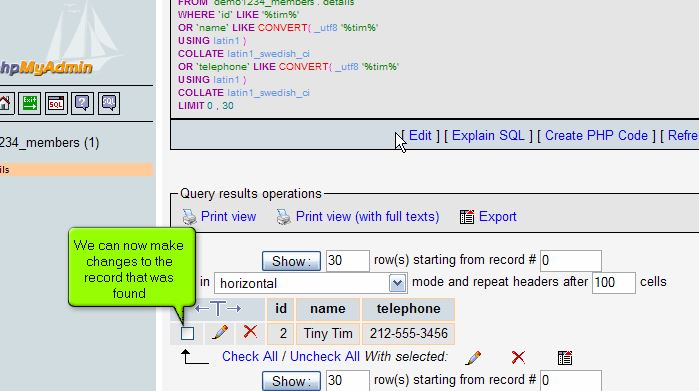 FROM `demo1234_members`.`details`
WHERE `id` LIKE '%tim%'
OR `name` LIKE CONVERT( _utf8 '%tim%'
USING latin1 )
COLLATE latin1_swedish_ci
OR `telephone` LIKE CONVERT( _utf8 '%tim%'
USING latin1 )
COLLATE latin1_swedish_ci
LIMIT 0 , 30
hpMyAdmin
SQL ? SQL
[ Edit ] [ Explain SQL ] [ Create PHP Code ] [ Refre
234_members (1)
ils
Query results operations
Print view Print view (with full texts) Export
We can now make
changes to the
record that was
found
Show : 30 row(s) starting from record # 0
in horizontal mode and repeat headers after 100 cells
←T→ id name telephone
2 Tiny Tim 212-555-3456
Check All / Uncheck All With selected:
Show : 30 row(s) starting from record # 0